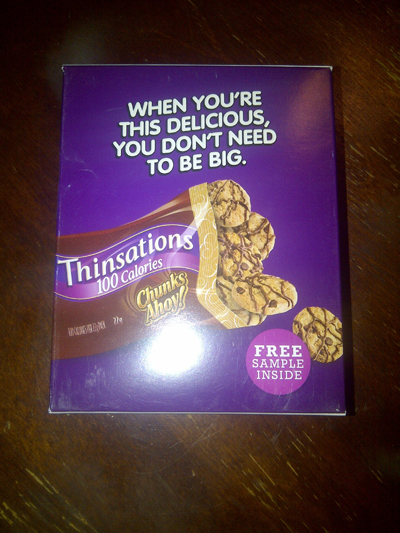 WHEN YOU'RE
THIS DELICIOUS,
YOU DON'T NEED
TO BE BIG.
Thinsations
100 Calories
Chunks
Ahoy!
22g
FREE
SAMPLE
INSIDE